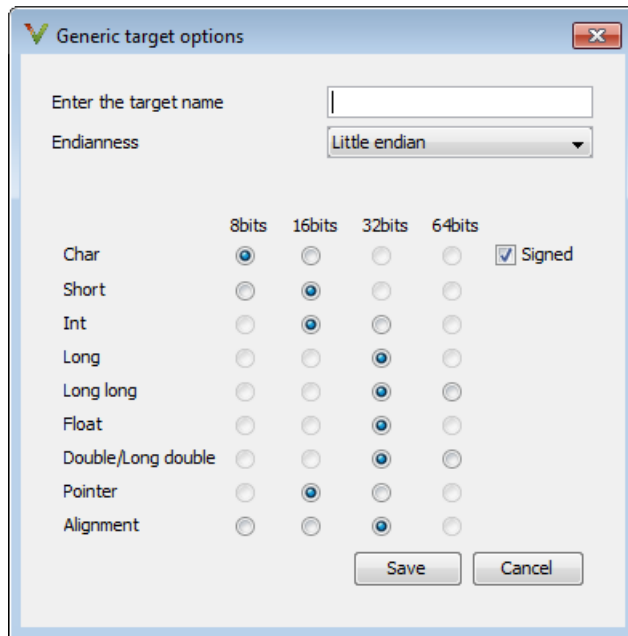 Generic target options
Enter the target name
Endianness Little endian
8bits 16bits 32bits 64bits
Char Signed
Short
Int
Long
Long long
Float
Double/Long double
Pointer
Alignment
Save Cancel